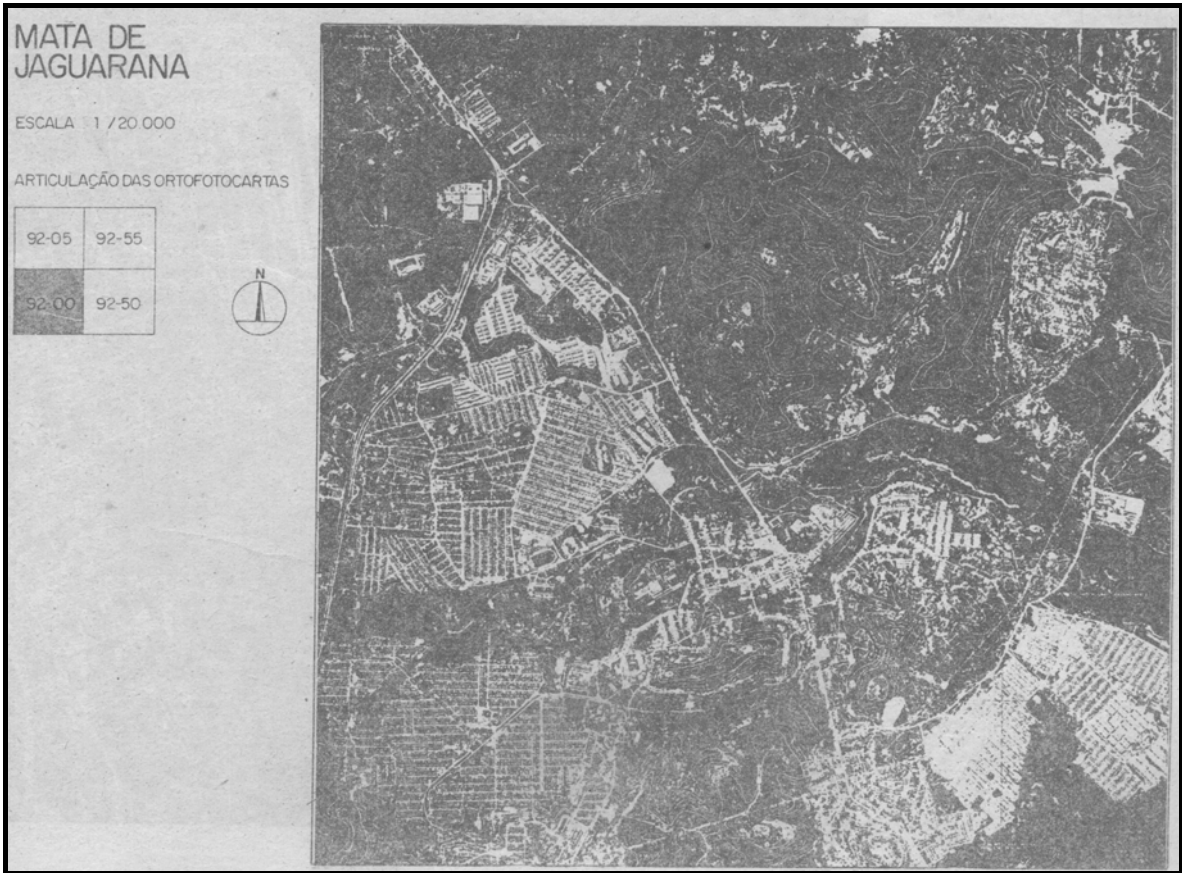 MATA DE
JAGUARANA
ESCALA 1/20 000
ARTICULAÇÃO DAS ORTOFOTOCARTAS
92-05 92-55
92-00 92-50
N